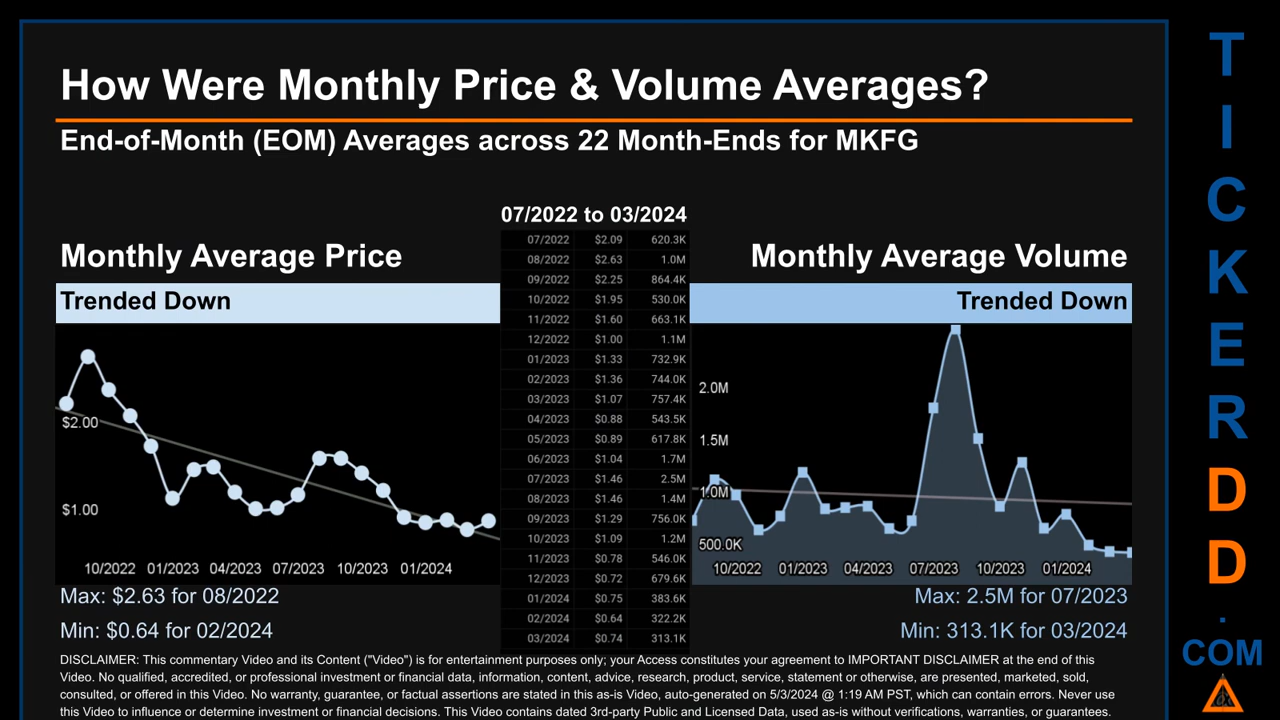 How Were Monthly Price & Volume Averages?
End-of-Month (EOM) Averages across 22 Month-Ends for MKFG
07/2022 to 03/2024
Monthly Average Price
Trended Down
$2.00
$1.00
10/2022 01/2023 04/2023 07/2023 10/2023 01/2024
Max: $2.63 for 08/2022
Min: $0.64 for 02/2024
07/2022 $2.09 620.3K
08/2022 $2.63 1.0M
09/2022 $2.25 864.4K
10/2022 $1.95 530.0K
11/2022 $1.60 663.1K
12/2022 $1.00 1.1M
01/2023 $1.33 732.9K
02/2023 $1.36 744.0K
03/2023 $1.07 757.4K
04/2023 $0.88 543.5K
05/2023 $0.89 617.8K
06/2023 $1.04 1.7M
07/2023 $1.46 2.5M
08/2023 $1.46 1.4M
09/2023 $1.29 756.0K
10/2023 $1.09 1.2M
11/2023 $0.78 546.0K
12/2023 $0.72 679.6K
01/2024 $0.75 383.6K
02/2024 $0.64 322.2K
03/2024 $0.74 313.1K
Monthly Average Volume
Trended Down
2.0M
1.5M
1.0M
500.0K
10/2022 01/2023 04/2023 07/2023 10/2023 01/2024
Max: 2.5M for 07/2023
Min: 313.1K for 03/2024
DISCLAIMER: This commentary Video and its Content ("Video") is for entertainment purposes only; your Access constitutes your agreement to IMPORTANT DISCLAIMER at the end of this
Video. No qualified, accredited, or professional investment or financial data, information, content, advice, research, product, service, statement or otherwise, are presented, marketed, sold,
consulted, or offered in this Video. No warranty, guarantee, or factual assertions are stated in this as-is Video, auto-generated on 5/3/2024 @ 1:19 AM PST, which can contain errors. Never use
this Video to influence or determine investment or financial decisions. This Video contains dated 3rd-party Public and Licensed Data, used as-is without verifications, warranties, or guarantees.
TICKERDD.COM